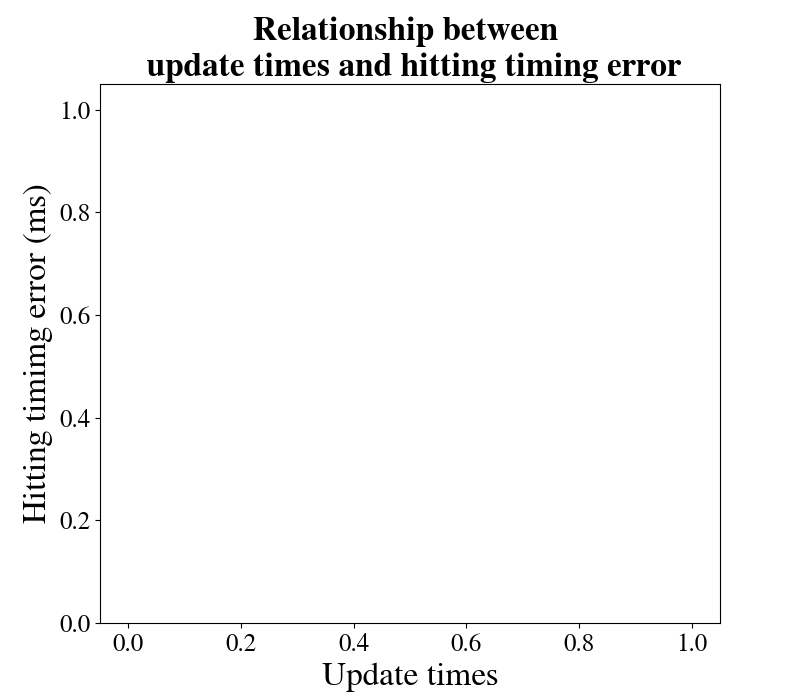 Relationship between
update times and hitting timing error
1.0
0.8
0.6
0.4
0.2
0.0
Hitting timimg error (ms)
0.0 0.2 0.4 0.6 0.8 1.0
Update times